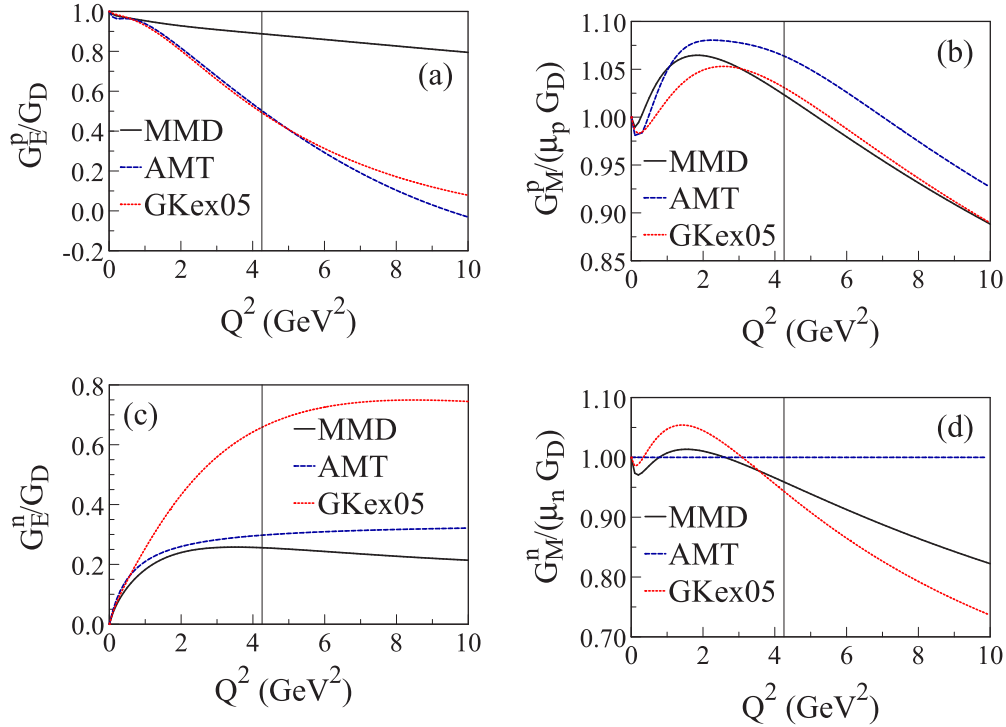 1.0
0.8
0.6
0.4
0.2
0.0
-0.2
G_E^p/G_D
(a)
MMD
AMT
GKex05
0 2 4 6 8 10
Q^2 (GeV^2)
1.10
1.05
1.00
0.95
0.90
0.85
G_M^p/(μ_p G_D)
(b)
MMD
AMT
GKex05
0 2 4 6 8 10
Q^2 (GeV^2)
0.8
0.6
0.4
0.2
0.0
G_E^n/G_D
(c)
MMD
AMT
GKex05
0 2 4 6 8 10
Q^2 (GeV^2)
1.10
1.00
0.90
0.80
0.70
G_M^n/(μ_n G_D)
(d)
MMD
AMT
GKex05
0 2 4 6 8 10
Q^2 (GeV^2)